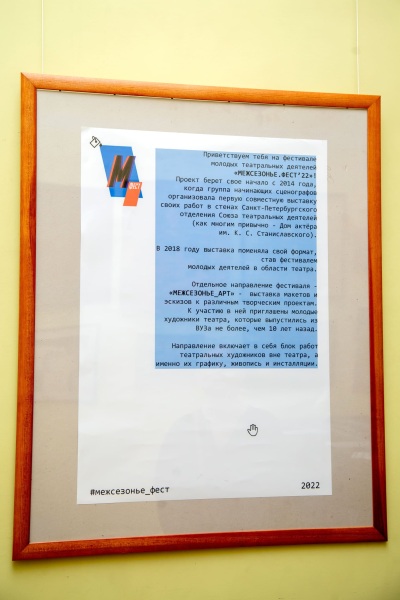 М
ФЕСТ
Приветствуем тебя на фестивале
молодых театральных деятелей
«МЕЖСЕЗОНЬЕ.ФЕСТ'22»!
Проект берет свое начало с 2014 года,
когда группа начинающих сценографов
организовала первую совместную выставку
своих работ в стенах Санкт-Петербургского
отделения Союза театральных деятелей
(как многим привычно - Дом актёра
им. К. С. Станиславского).
В 2018 году выставка поменяла свой формат,
став фестивалем
молодых деятелей в области театра.
Отдельное направление фестиваля -
«МЕЖСЕЗОНЬЕ_АРТ» - выставка макетов и
эскизов к различным творческим проектам.
К участию в ней приглашены молодые
художники театра, которые выпустились из
ВУЗа не более, чем 10 лет назад.
Направление включает в себя блок работ
театральных художников вне театра, а
именно их графику, живопись и инсталляции.
#межсезонье_фест
2022